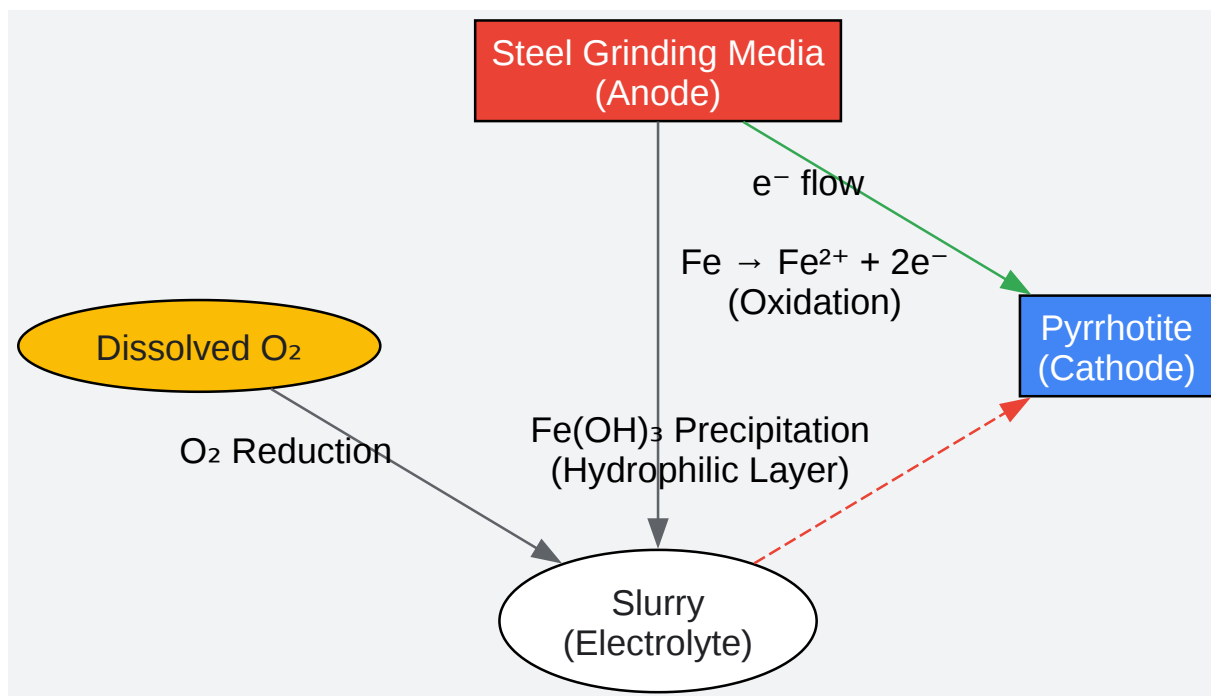 Steel Grinding Media
(Anode)
e⁻ flow
Fe → Fe²⁺ + 2e⁻
(Oxidation)
Pyrrhotite
(Cathode)
Dissolved O₂
O₂ Reduction
Fe(OH)₃ Precipitation
(Hydrophilic Layer)
Slurry
(Electrolyte)